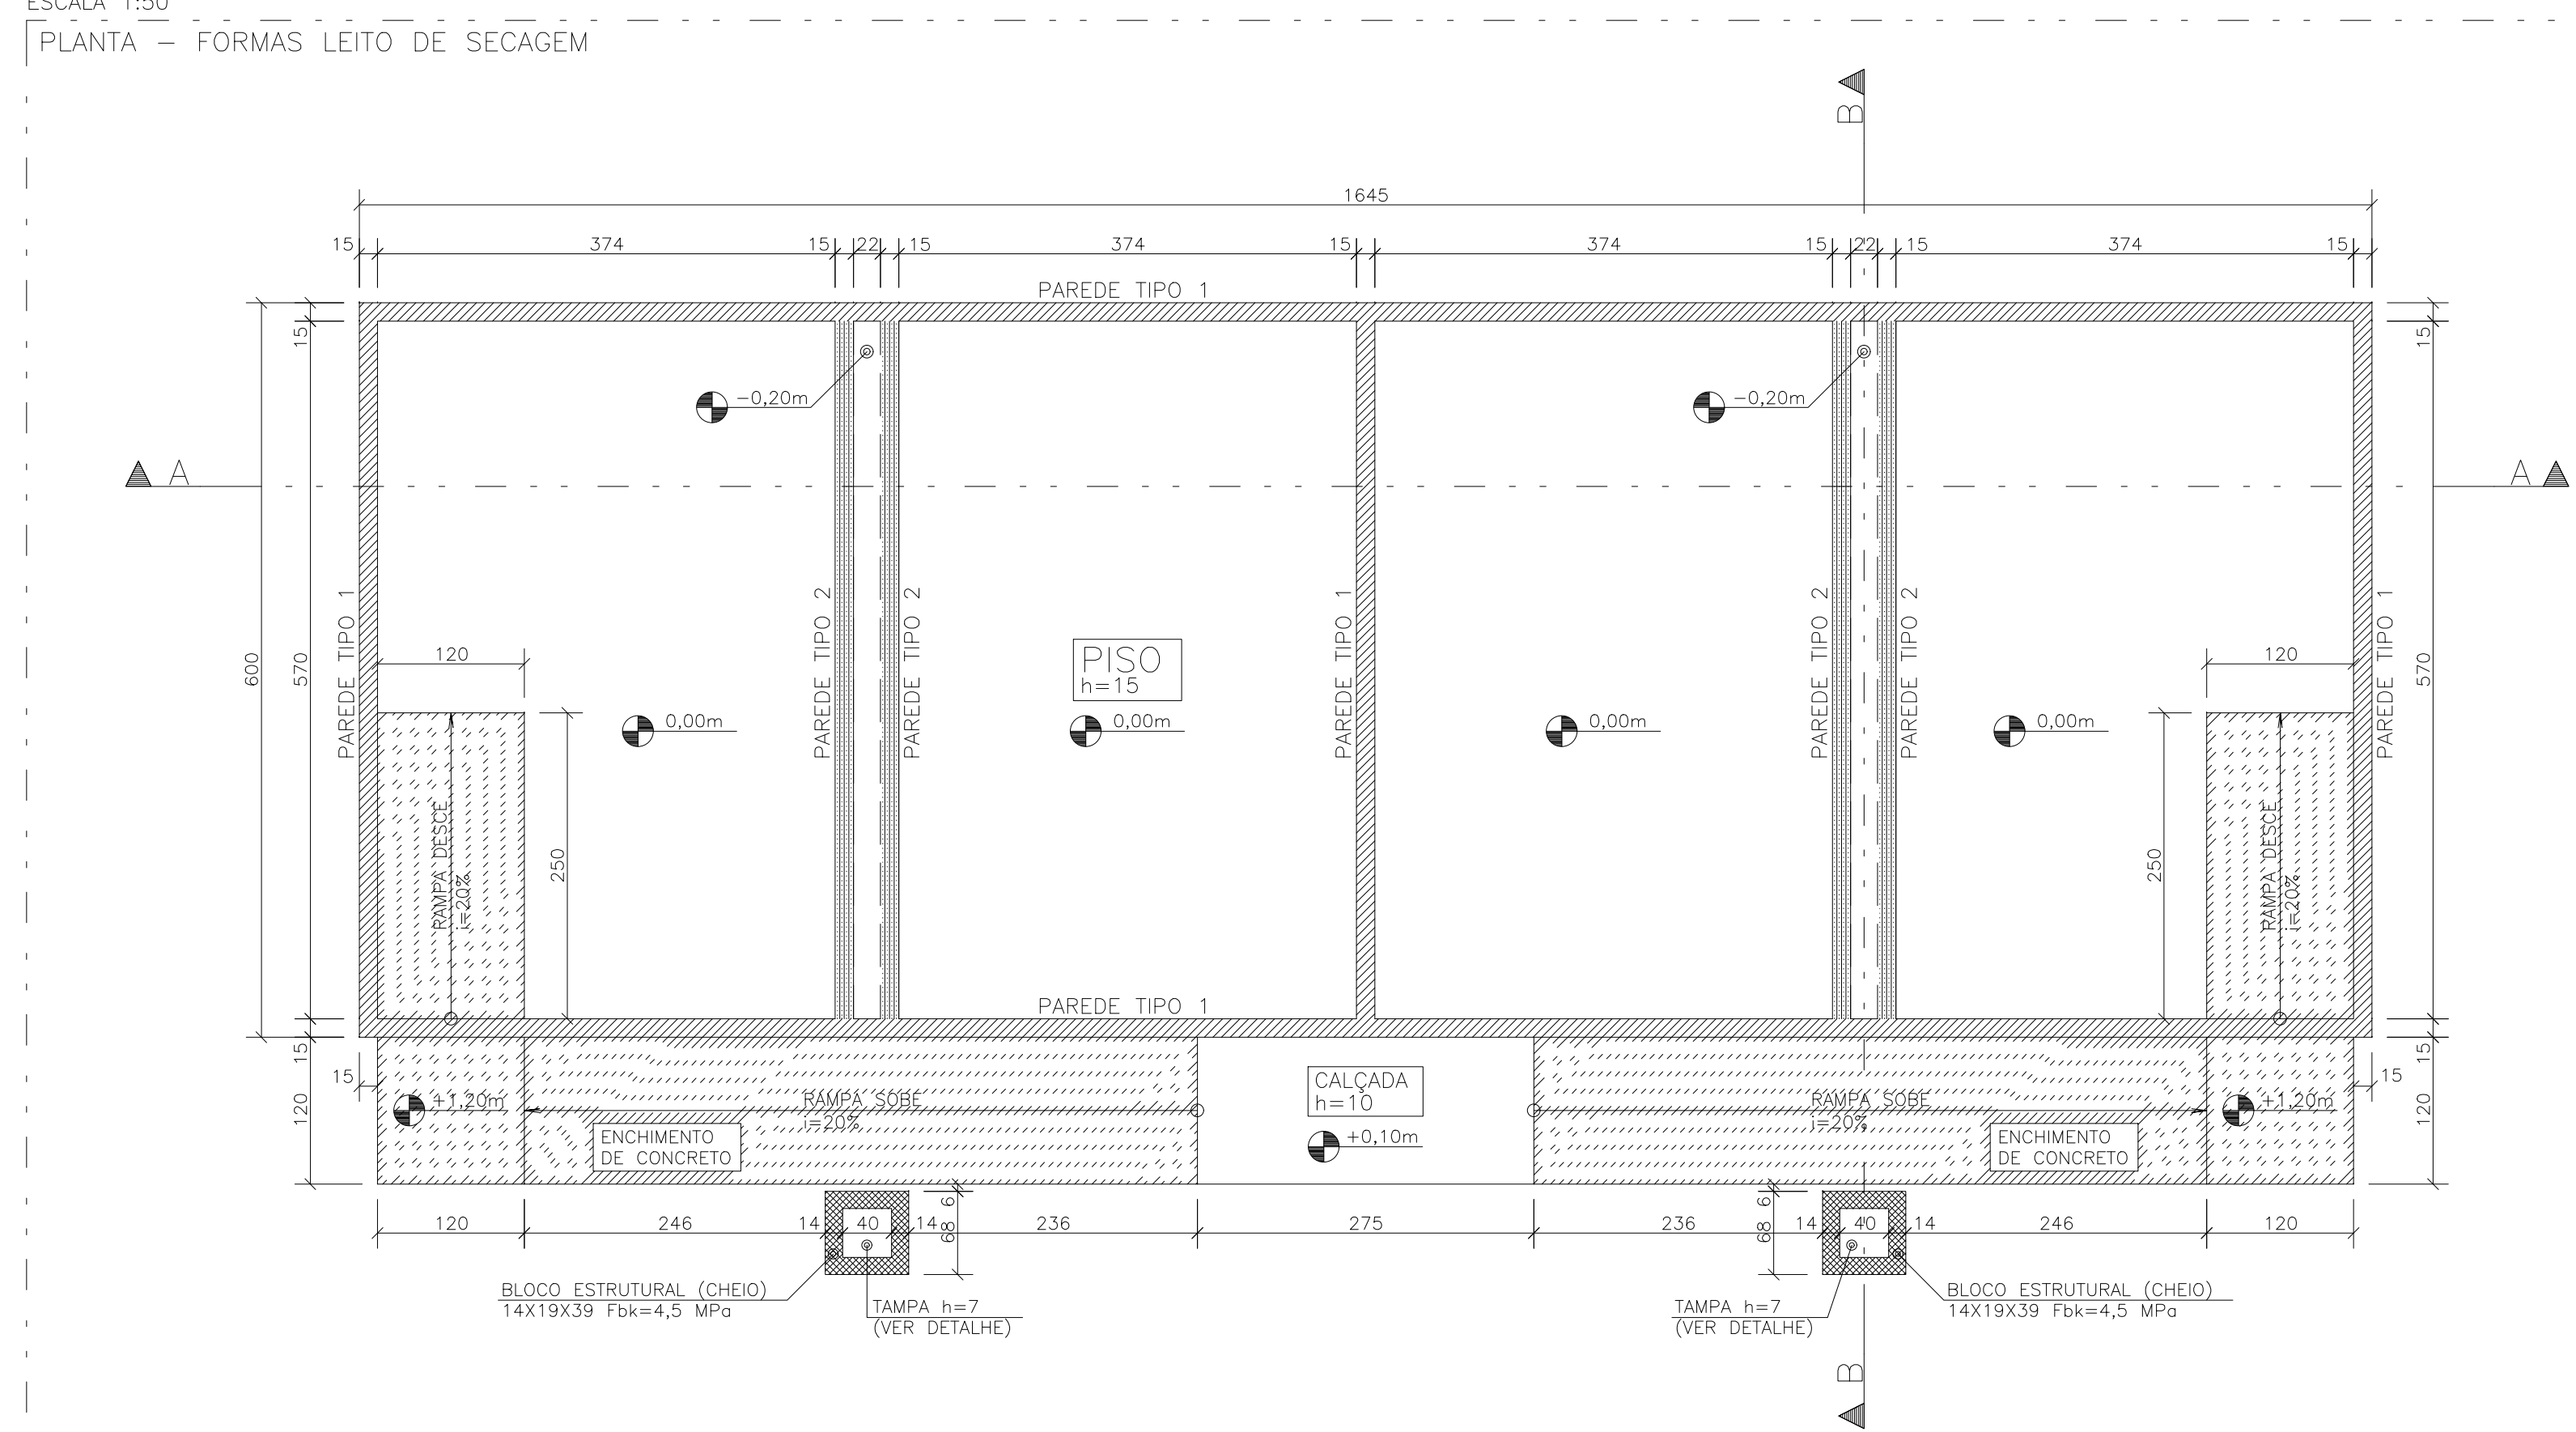 ESCALA 1:50
PLANTA – FORMAS LEITO DE SECAGEM
B
1645
15 374 15 22 15 374 15 374 15 22 15 374 15
PAREDE TIPO 1
15
15
−0,20m
−0,20m
A
A
PAREDE TIPO 1
PAREDE TIPO 2
PAREDE TIPO 2
PAREDE TIPO 1
PAREDE TIPO 2
PAREDE TIPO 2
PAREDE TIPO 1
600
570
120
PISO
h=15
120
570
0,00m
0,00m
0,00m
0,00m
RAMPA DESCE
i=20%
250
250
RAMPA DESCE
i=20%
PAREDE TIPO 1
15
15
15
15
CALÇADA
h=10
+0,10m
120
+1,20m
RAMPA SOBE
i=20%
ENCHIMENTO
DE CONCRETO
RAMPA SOBE
i=20%
ENCHIMENTO
DE CONCRETO
+1,20m
120
6
68
6
68
120 246 14 40 14 236 275 236 14 40 14 246 120
BLOCO ESTRUTURAL (CHEIO)
14X19X39 Fbk=4,5 MPa
TAMPA h=7
(VER DETALHE)
TAMPA h=7
(VER DETALHE)
BLOCO ESTRUTURAL (CHEIO)
14X19X39 Fbk=4,5 MPa
B